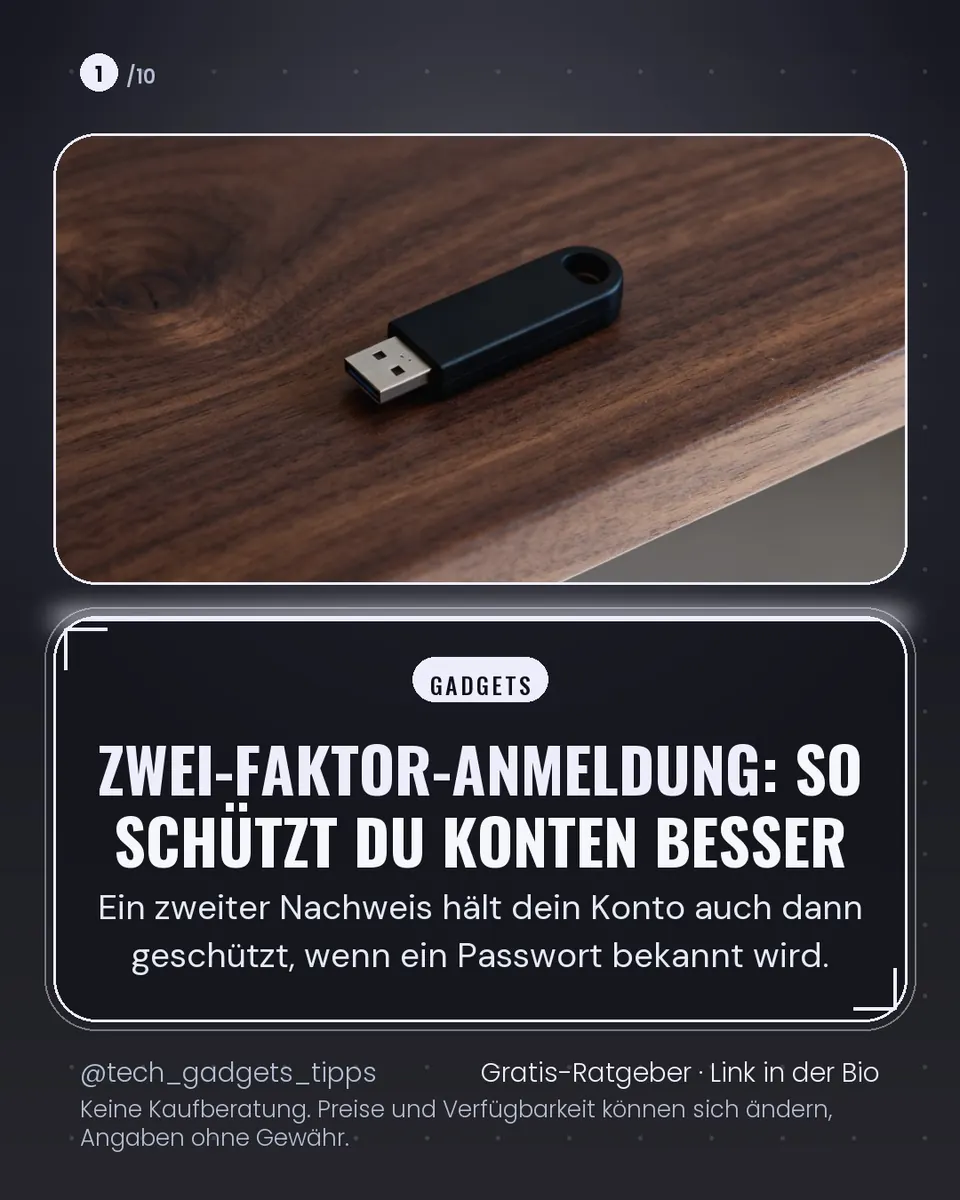 1 /10
GADGETS
ZWEI-FAKTOR-ANMELDUNG: SO
SCHÜTZT DU KONTEN BESSER
Ein zweiter Nachweis hält dein Konto auch dann
geschützt, wenn ein Passwort bekannt wird.
@tech_gadgets_tipps
Gratis-Ratgeber · Link in der Bio
Keine Kaufberatung. Preise und Verfügbarkeit können sich ändern,
Angaben ohne Gewähr.